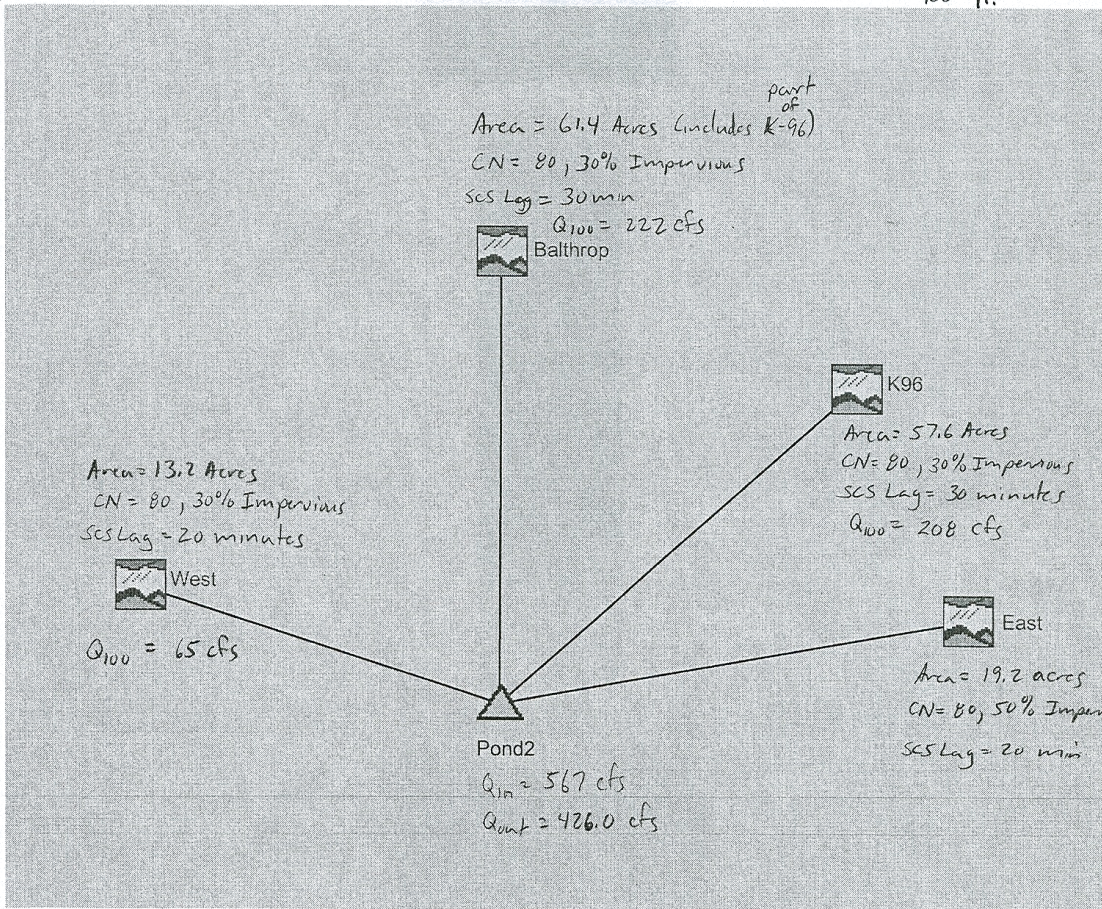 Area = 61.4 Acres (includes part of K-96)
CN = 80, 30% Impervious
SCS Lag = 30 min
Q100 = 222 cfs
Balthrop
K96
Area = 57.6 Acres
CN = 80, 30% Impervious
SCS Lag = 30 minutes
Q100 = 208 cfs
Area = 13.2 Acres
CN = 80, 30% Impervious
SCS Lag = 20 minutes
West
Q100 = 65 cfs
East
Area = 19.2 acres
CN = 80, 50% Imper
SCS Lag = 20 min
Pond2
Qin = 567 cfs
Qout = 426.0 cfs